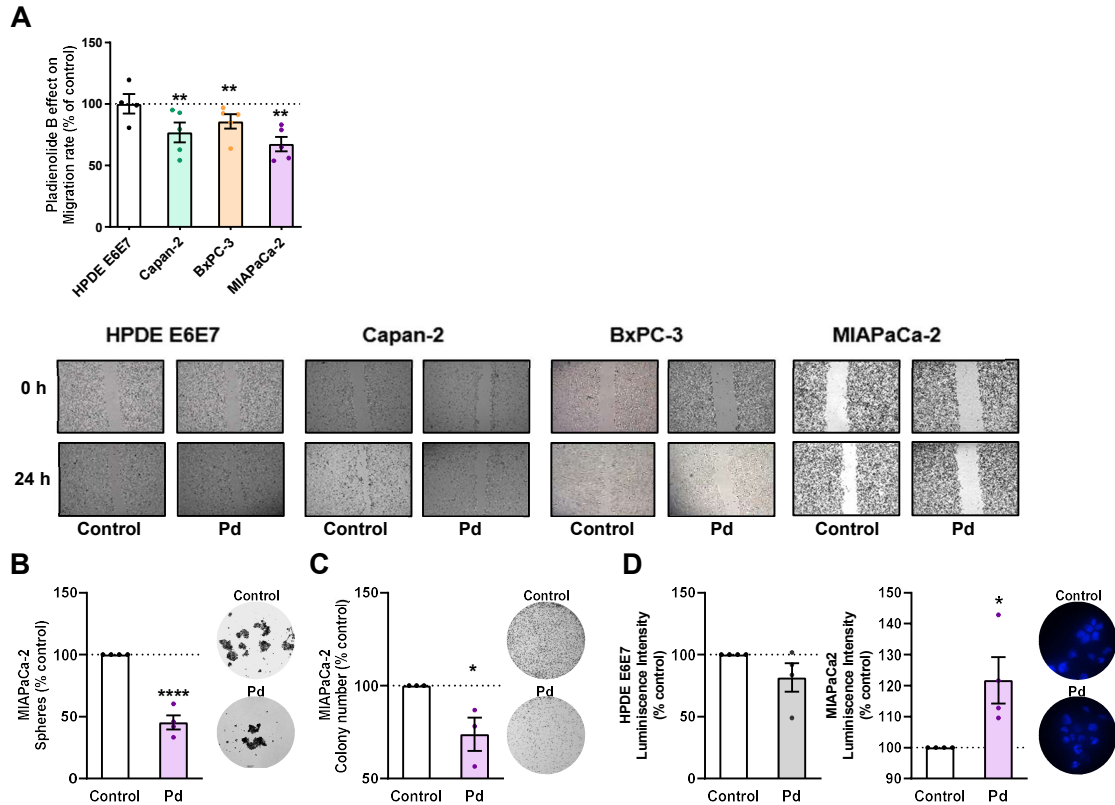 A
Pladienolide B effect on
Migration rate (% of control)
150
100
50
0
**
**
**
HPDE E6E7
Capan-2
BxPC-3
MIAPaCa-2
HPDE E6E7
Capan-2
BxPC-3
MIAPaCa-2
0 h
24 h
Control
Pd
Control
Pd
Control
Pd
Control
Pd
B
MIAPaCa-2
Spheres (% control)
150
100
50
0
****
Control
Pd
Control
Pd
C
MIAPaCa-2
Colony number (% control)
150
100
50
*
Control
Pd
Control
Pd
D
HPDE E6E7
Luminiscence Intensity
(% control)
150
100
50
0
Control
Pd
MIAPaCa2
Luminiscence Intensity
(% control)
150
140
130
120
110
100
90
*
Control
Pd
Control
Pd